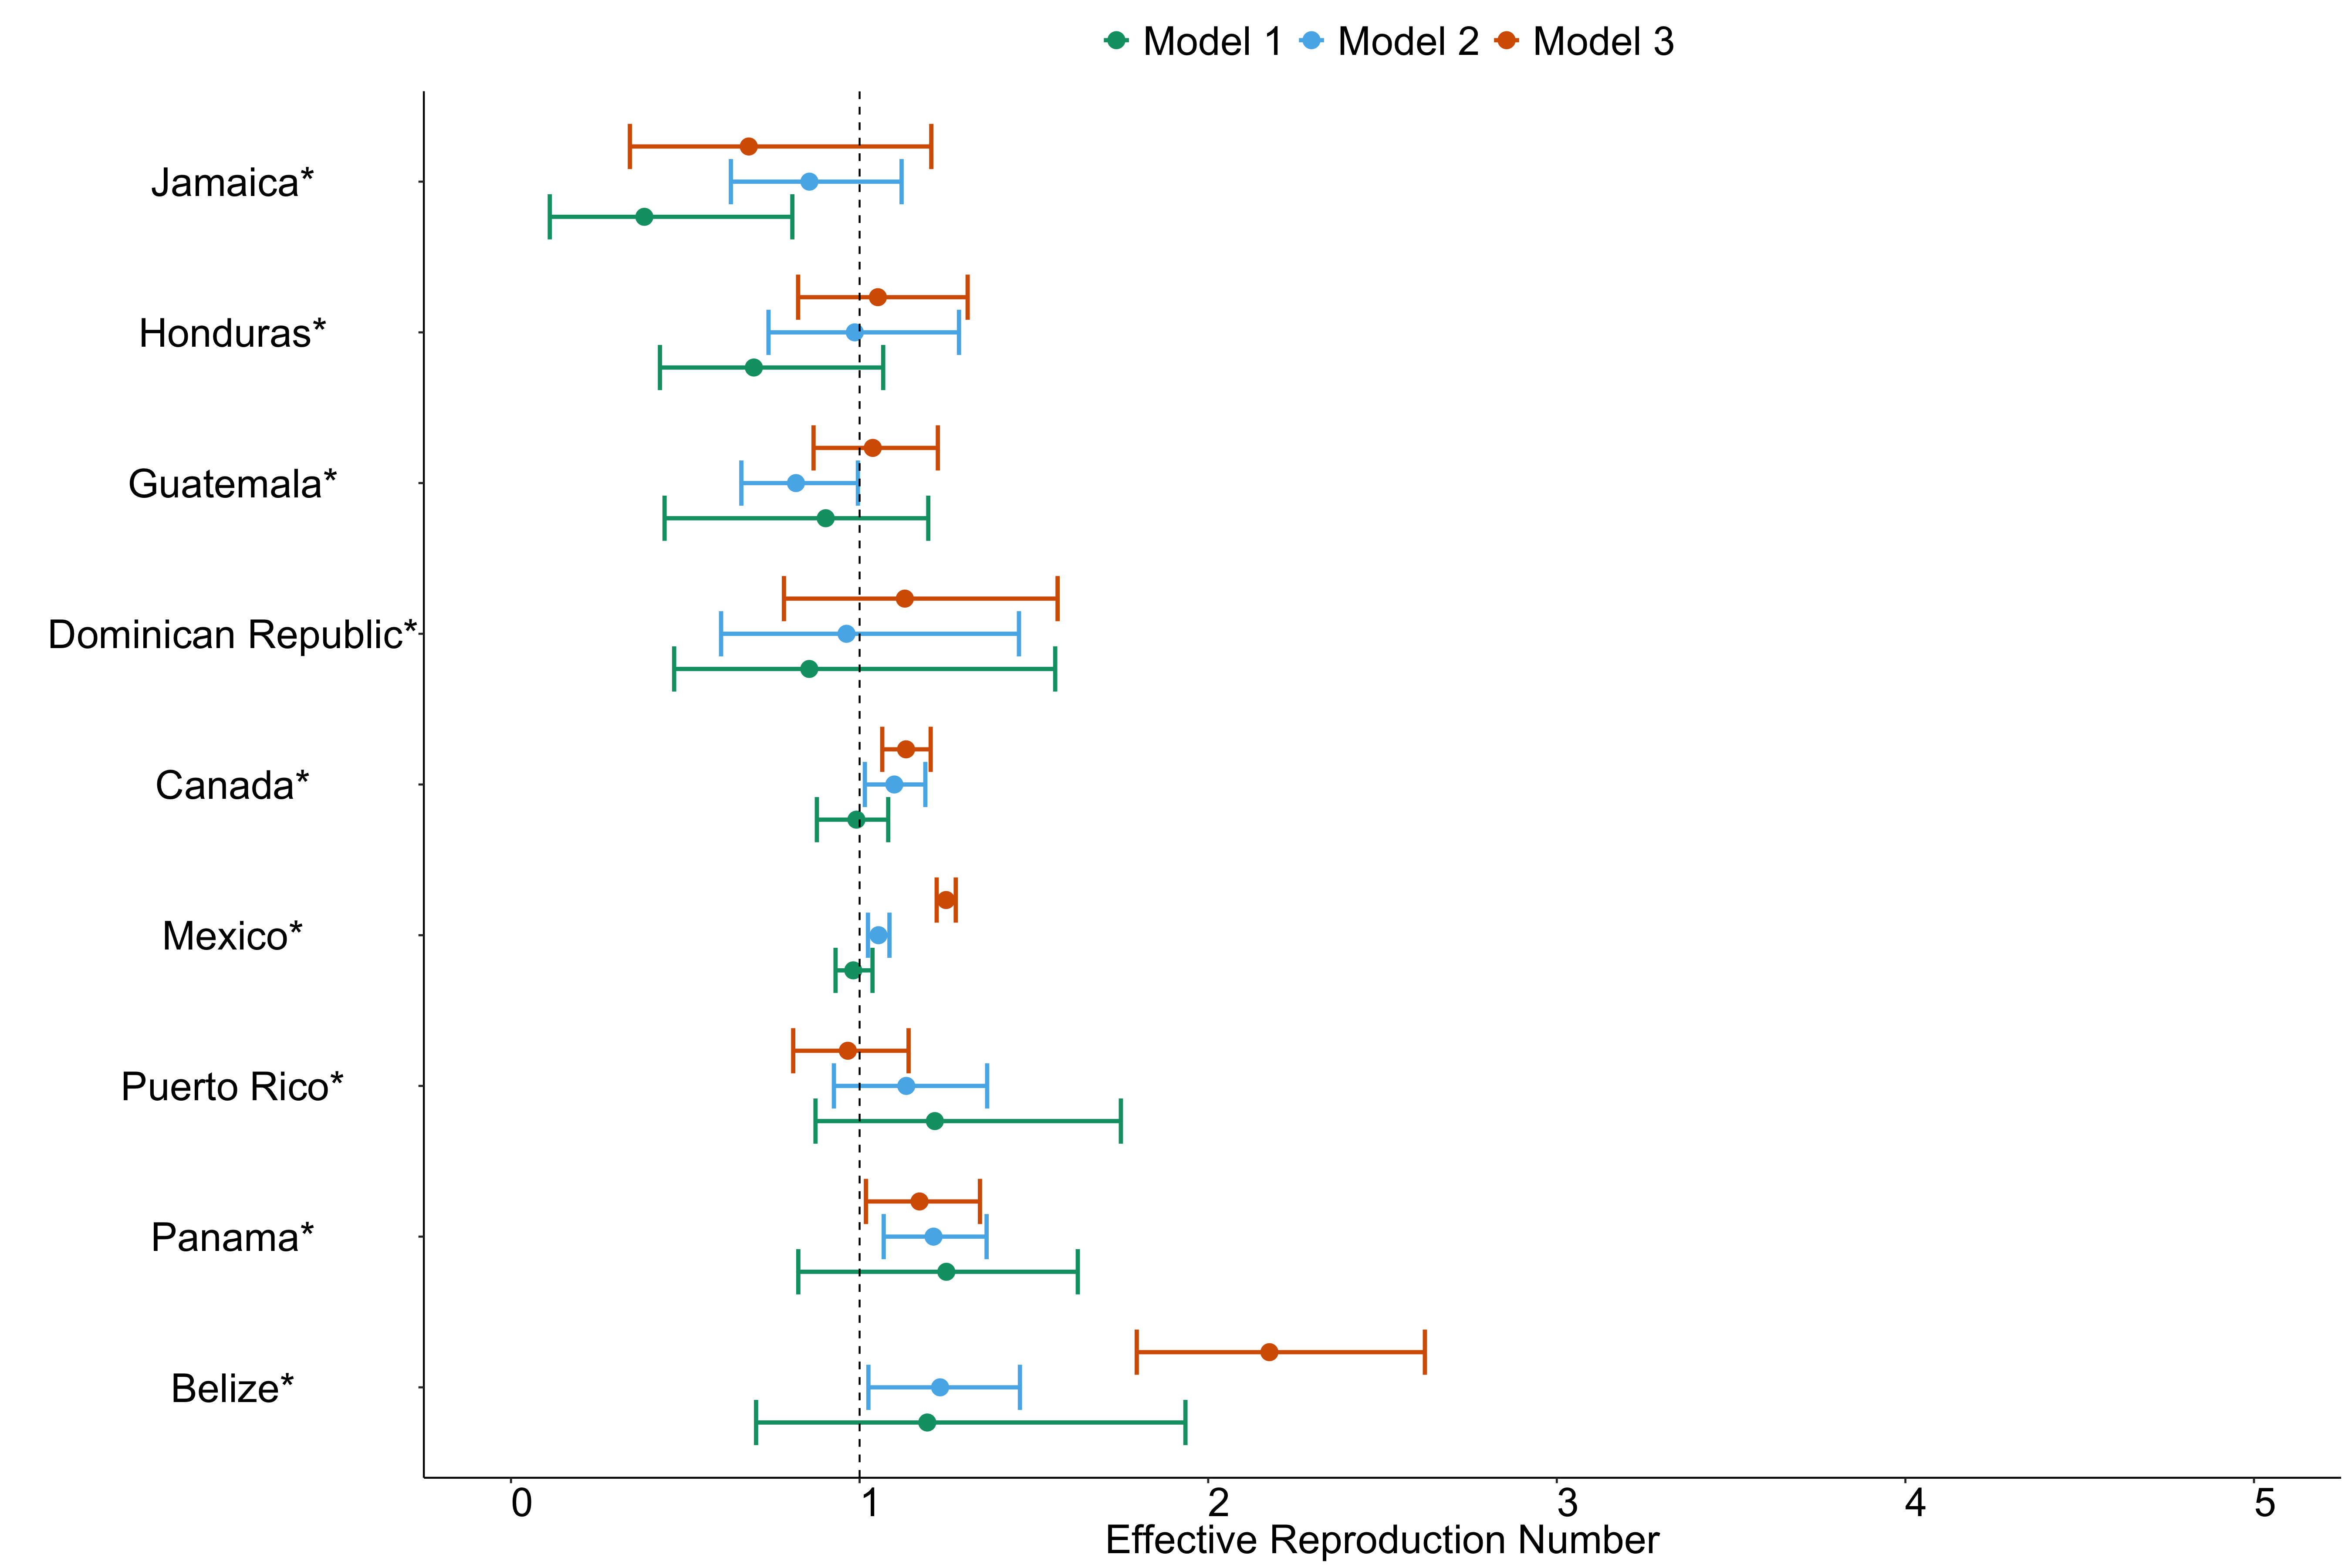 Model 1 Model 2 Model 3
Jamaica*
Honduras*
Guatemala*
Dominican Republic*
Canada*
Mexico*
Puerto Rico*
Panama*
Belize*
0 1 2 3 4 5
Effective Reproduction Number